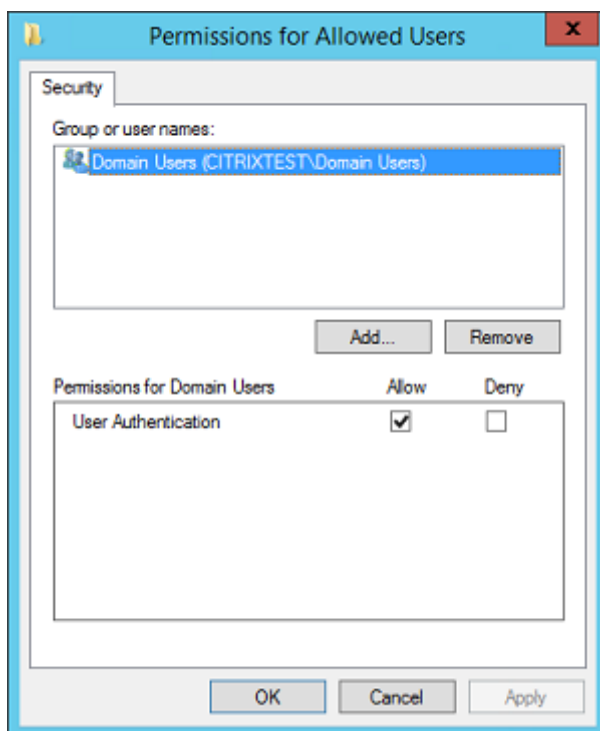 Permissions for Allowed Users
x
Security
Group or user names:
Domain Users (CITRIXTEST\Domain Users)
Add...
Remove
Permissions for Domain Users Allow Deny
User Authentication
OK Cancel Apply